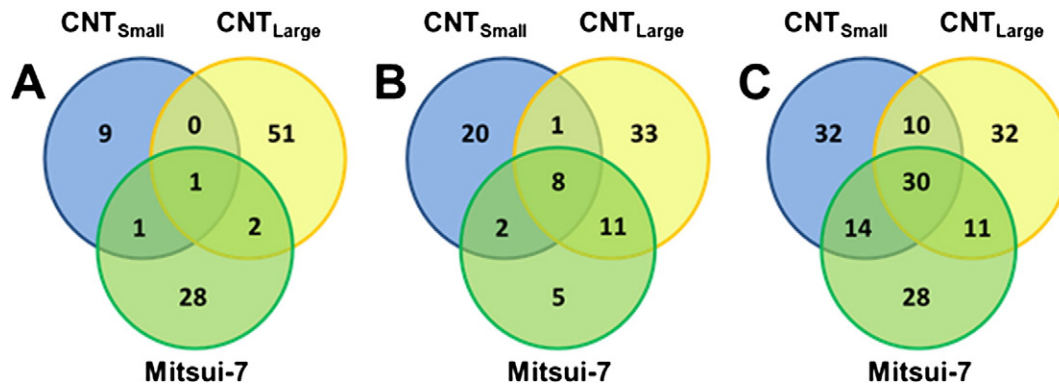 CNTSmall CNTLarge CNTSmall CNTLarge CNTSmall CNTLarge
A B C
9 0 51 20 1 33 32 10 32
1 8 30
1 2 2 11 14 11
28 5 28
Mitsui-7 Mitsui-7 Mitsui-7